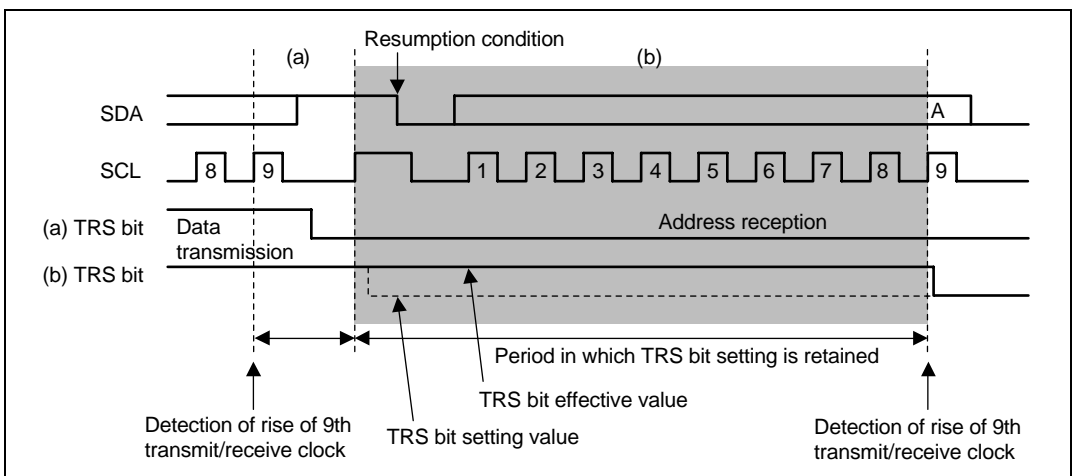 Resumption condition
(a)
(b)
SDA
A
SCL
8
9
1
2
3
4
5
6
7
8
9
(a) TRS bit
Data
transmission
Address reception
(b) TRS bit
Period in which TRS bit setting is retained
TRS bit effective value
TRS bit setting value
Detection of rise of 9th
transmit/receive clock
Detection of rise of 9th
transmit/receive clock